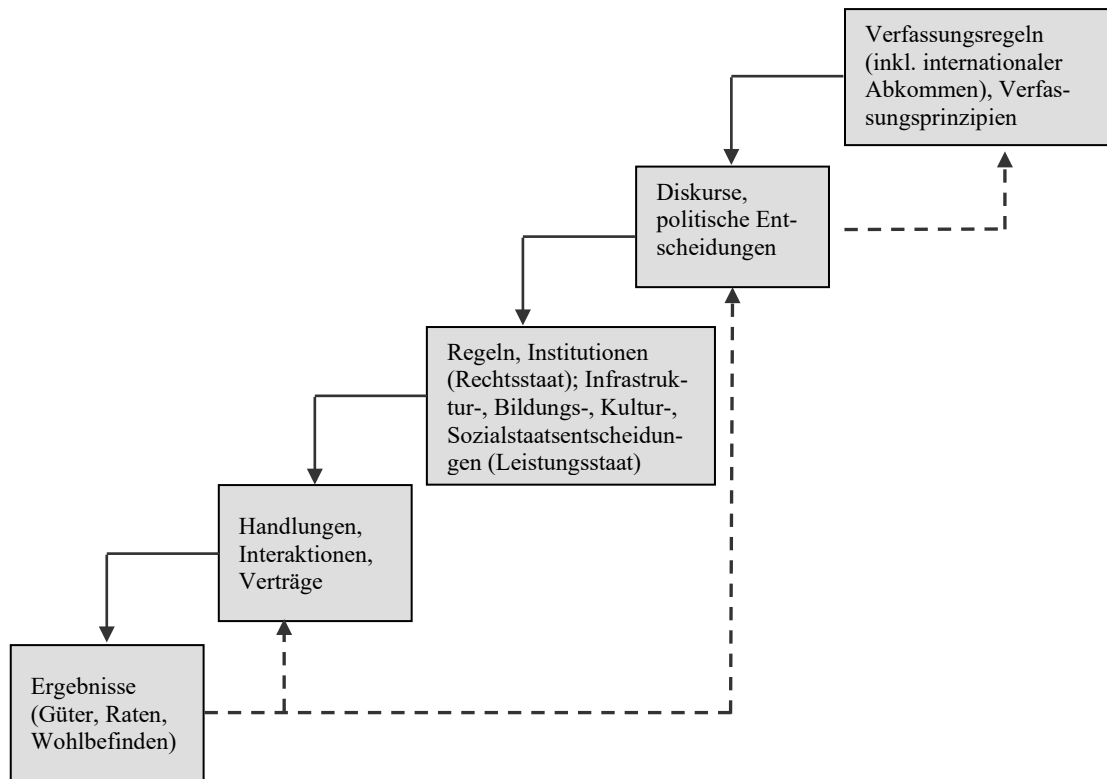 Verfassungsregeln
(inkl. internationaler
Abkommen), Verfas-
sungsprinzipien
Diskurse,
politische Ent-
scheidungen
Regeln, Institutionen
(Rechtsstaat); Infrastruk-
tur-, Bildungs-, Kultur-,
Sozialstaatsentscheidun-
gen (Leistungsstaat)
Handlungen,
Interaktionen,
Verträge
Ergebnisse
(Güter, Raten,
Wohlbefinden)